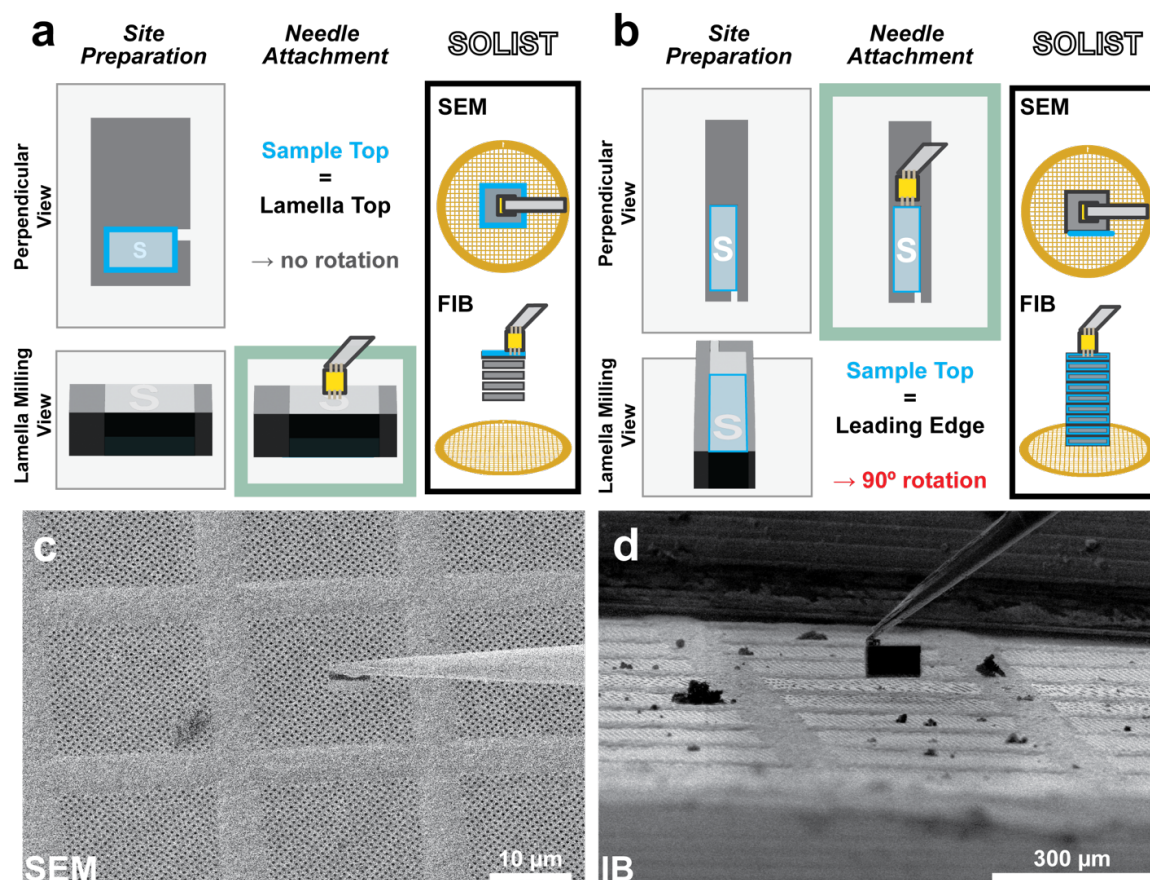 a
Site
Preparation
Needle
Attachment
SOLIST
Perpendicular
View
S
Sample Top
=
Lamella Top
→ no rotation
SEM
FIB
Lamella Milling
View
S
S
b
Site
Preparation
Needle
Attachment
SOLIST
Perpendicular
View
S
S
SEM
FIB
Lamella Milling
View
S
Sample Top
=
Leading Edge
→ 90º rotation
c
SEM
10 µm
d
IB
300 µm